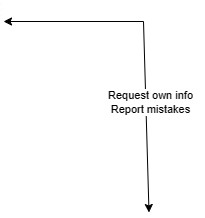 Request own info
Report mistakes